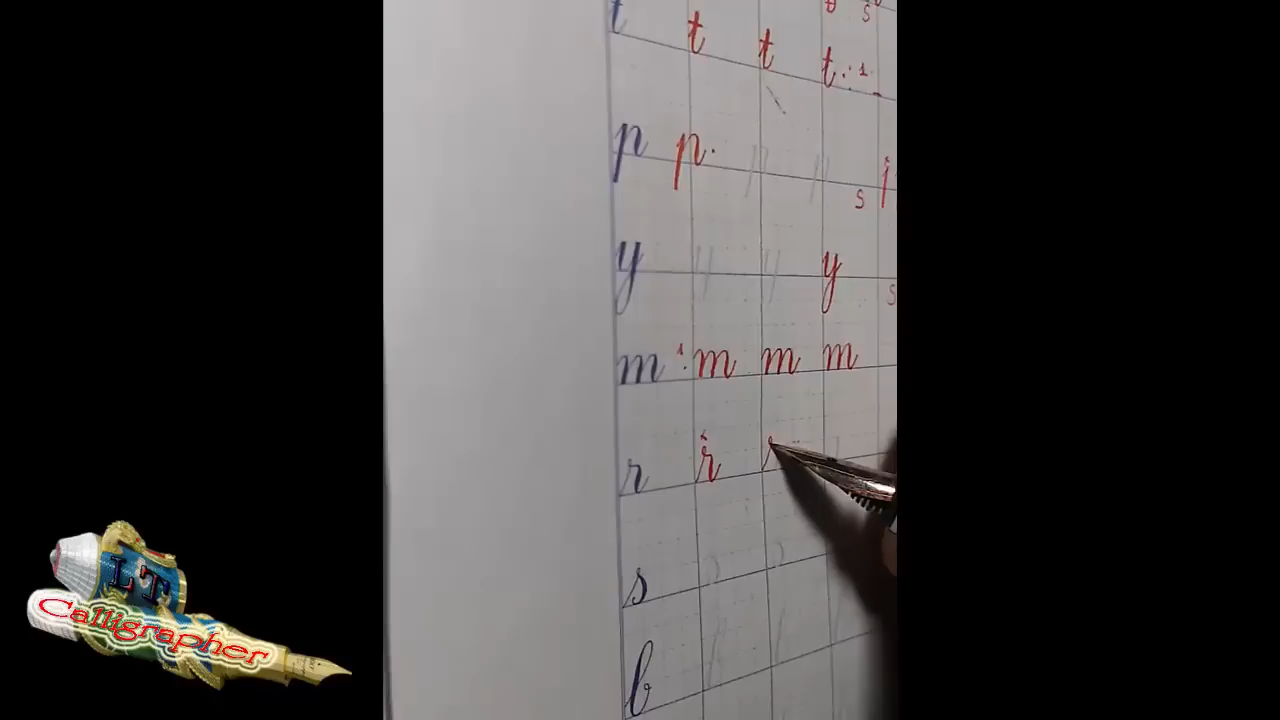 t t t t
p p
y y y y
m m m m
r r
s
b
LT
Calligrapher